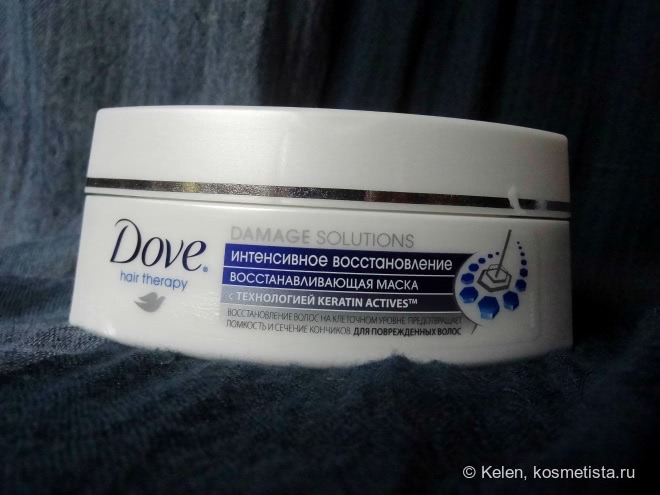 Dove
hair therapy
DAMAGE SOLUTIONS
ИНТЕНСИВНОЕ ВОССТАНОВЛЕНИЕ
ВОССТАНАВЛИВАЮЩАЯ МАСКА
с ТЕХНОЛОГИЕЙ KERATIN ACTIVES™
ВОССТАНОВЛЕНИЕ ВОЛОС НА КЛЕТОЧНОМ УРОВНЕ. ПРЕДОТВРАЩАЕТ
ЛОМКОСТЬ И СЕЧЕНИЕ КОНЧИКОВ ДЛЯ ПОВРЕЖДЕННЫХ ВОЛОС
© Kelen, kosmetista.ru